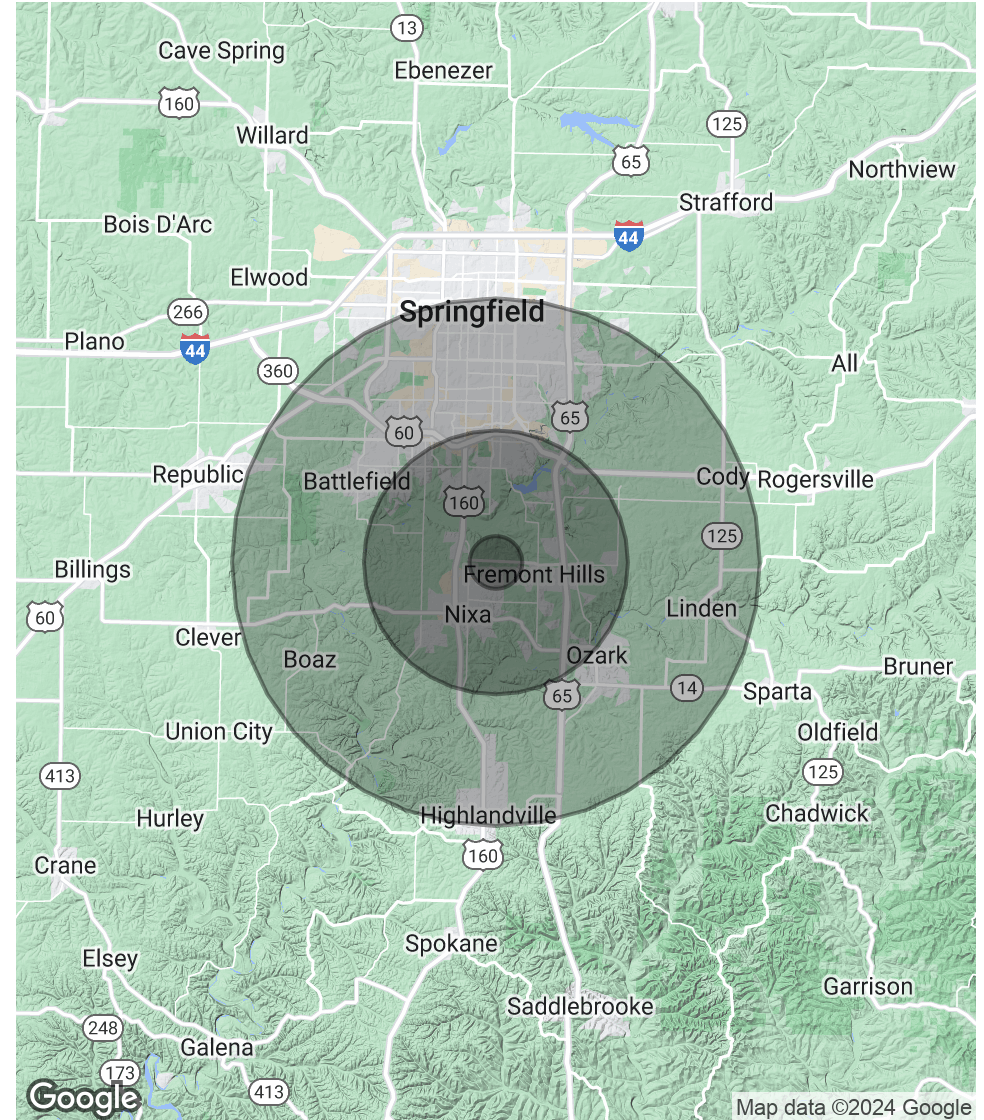 13
Cave Spring
Ebenezer
160
125
Willard
65
Northview
Strafford
Bois D'Arc
44
Elwood
266
Springfield
Plano
44
All
360
65
60
Republic
Battlefield
Cody
Rogersville
160
125
Billings
Fremont Hills
60
Nixa
Linden
Clever
Boaz
Ozark
Bruner
65
14
Sparta
Union City
Oldfield
413
125
Hurley
Highlandville
Chadwick
160
Crane
Spokane
Elsey
Garrison
Saddlebrooke
248
Galena
173
413
Google
Map data ©2024 Google